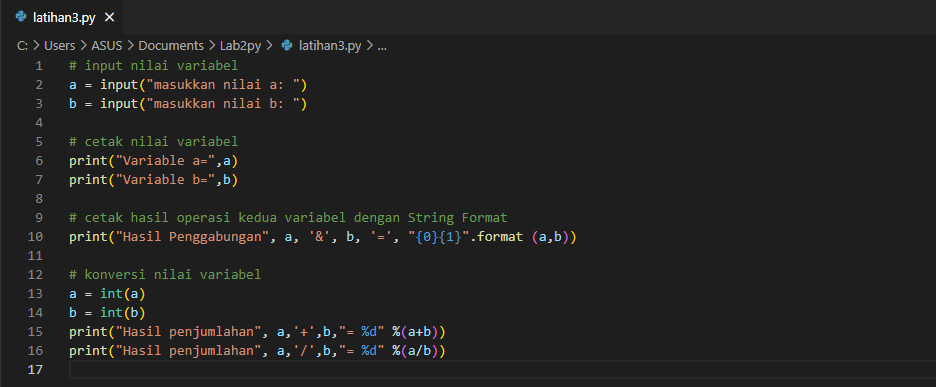 latihan3.py ×
C: > Users > ASUS > Documents > Lab2py > latihan3.py > ...
1 # input nilai variabel
2 a = input("masukkan nilai a: ")
3 b = input("masukkan nilai b: ")
4
5 # cetak nilai variabel
6 print("Variable a=",a)
7 print("Variable b=",b)
8
9 # cetak hasil operasi kedua variabel dengan String Format
10 print("Hasil Penggabungan", a, '&', b, '=', "{0}{1}".format (a,b))
11
12 # konversi nilai variabel
13 a = int(a)
14 b = int(b)
15 print("Hasil penjumlahan", a,'+',b,"= %d" %(a+b))
16 print("Hasil penjumlahan", a,'/',b,"= %d" %(a/b))
17